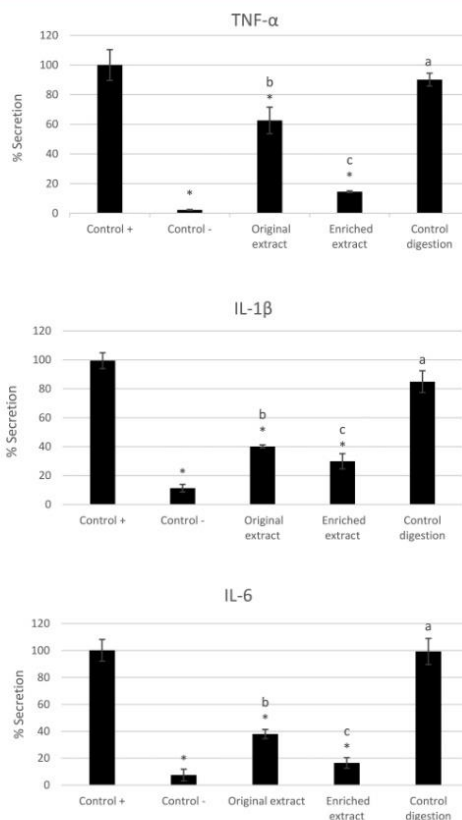 TNF-α
% Secretion
120
100
80
60
40
20
0
*
b
*
c
*
a
Control +
Control -
Original
extract
Enriched
extract
Control
digestion
IL-1β
% Secretion
120
100
80
60
40
20
0
*
b
*
c
*
a
Control +
Control -
Original
extract
Enriched
extract
Control
digestion
IL-6
% Secretion
120
100
80
60
40
20
0
*
b
*
c
*
a
Control +
Control -
Original extract
Enriched
extract
Control
digestion